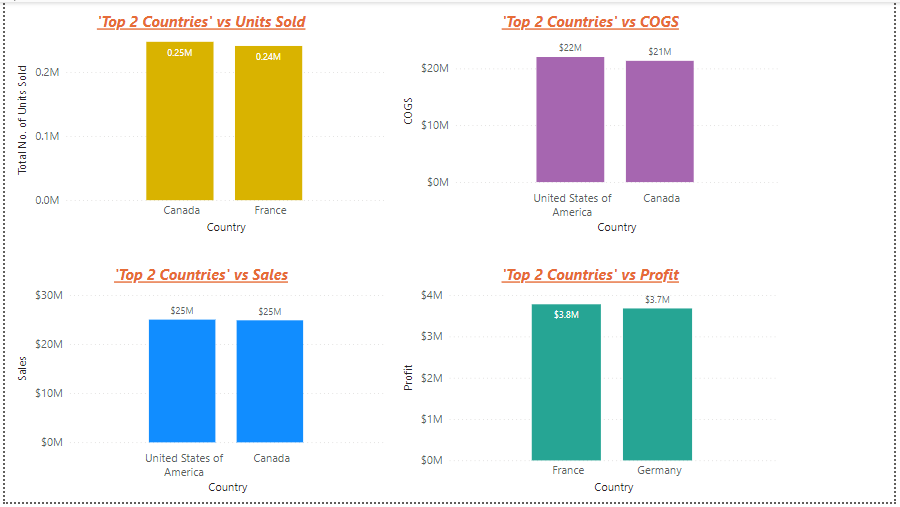 'Top 2 Countries' vs Units Sold
Total No. of Units Sold
0.2M
0.1M
0.0M
0.25M
0.24M
Canada
France
Country
'Top 2 Countries' vs COGS
COGS
$20M
$10M
$0M
$22M
$21M
United States of
America
Canada
Country
'Top 2 Countries' vs Sales
Sales
$30M
$20M
$10M
$0M
$25M
$25M
United States of
America
Canada
Country
'Top 2 Countries' vs Profit
Profit
$4M
$3M
$2M
$1M
$0M
$3.8M
$3.7M
France
Germany
Country